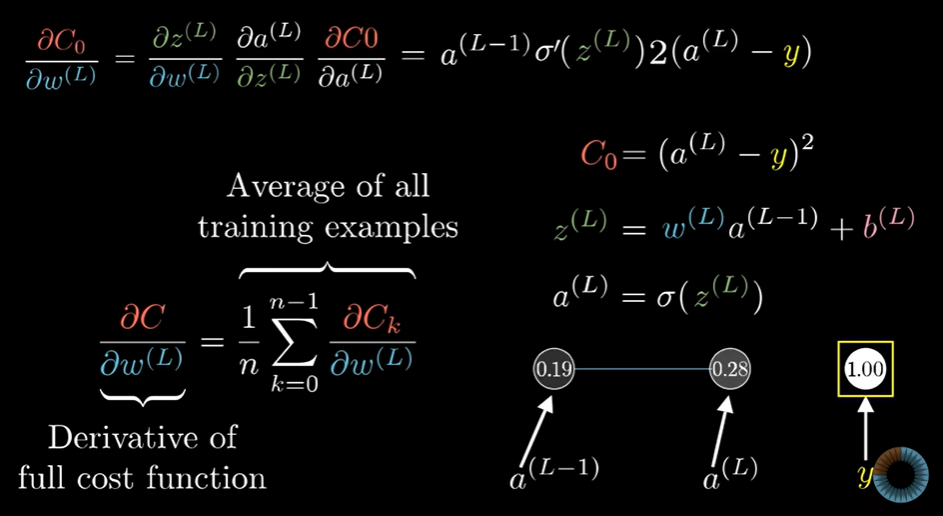 ∂C₀/∂w⁽ᴸ⁾ = ∂z⁽ᴸ⁾/∂w⁽ᴸ⁾ ∂a⁽ᴸ⁾/∂z⁽ᴸ⁾ ∂C0/∂a⁽ᴸ⁾ = a⁽ᴸ⁻¹⁾σ′(z⁽ᴸ⁾)2(a⁽ᴸ⁾ − y)
C₀ = (a⁽ᴸ⁾ − y)²
Average of all
training examples
z⁽ᴸ⁾ = w⁽ᴸ⁾a⁽ᴸ⁻¹⁾ + b⁽ᴸ⁾
a⁽ᴸ⁾ = σ(z⁽ᴸ⁾)
∂C/∂w⁽ᴸ⁾ = 1/n ∑ₖ₌₀ⁿ⁻¹ ∂Cₖ/∂w⁽ᴸ⁾
0.19 0.28 1.00
Derivative of
full cost function
a⁽ᴸ⁻¹⁾ a⁽ᴸ⁾ y